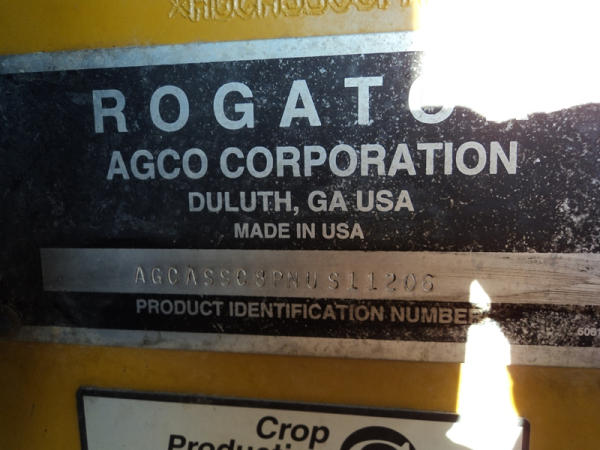 ROGATO
AGCO CORPORATION
DULUTH, GA USA
MADE IN USA
AGCASSC8PNUS11206
PRODUCT IDENTIFICATION NUMBER
Crop